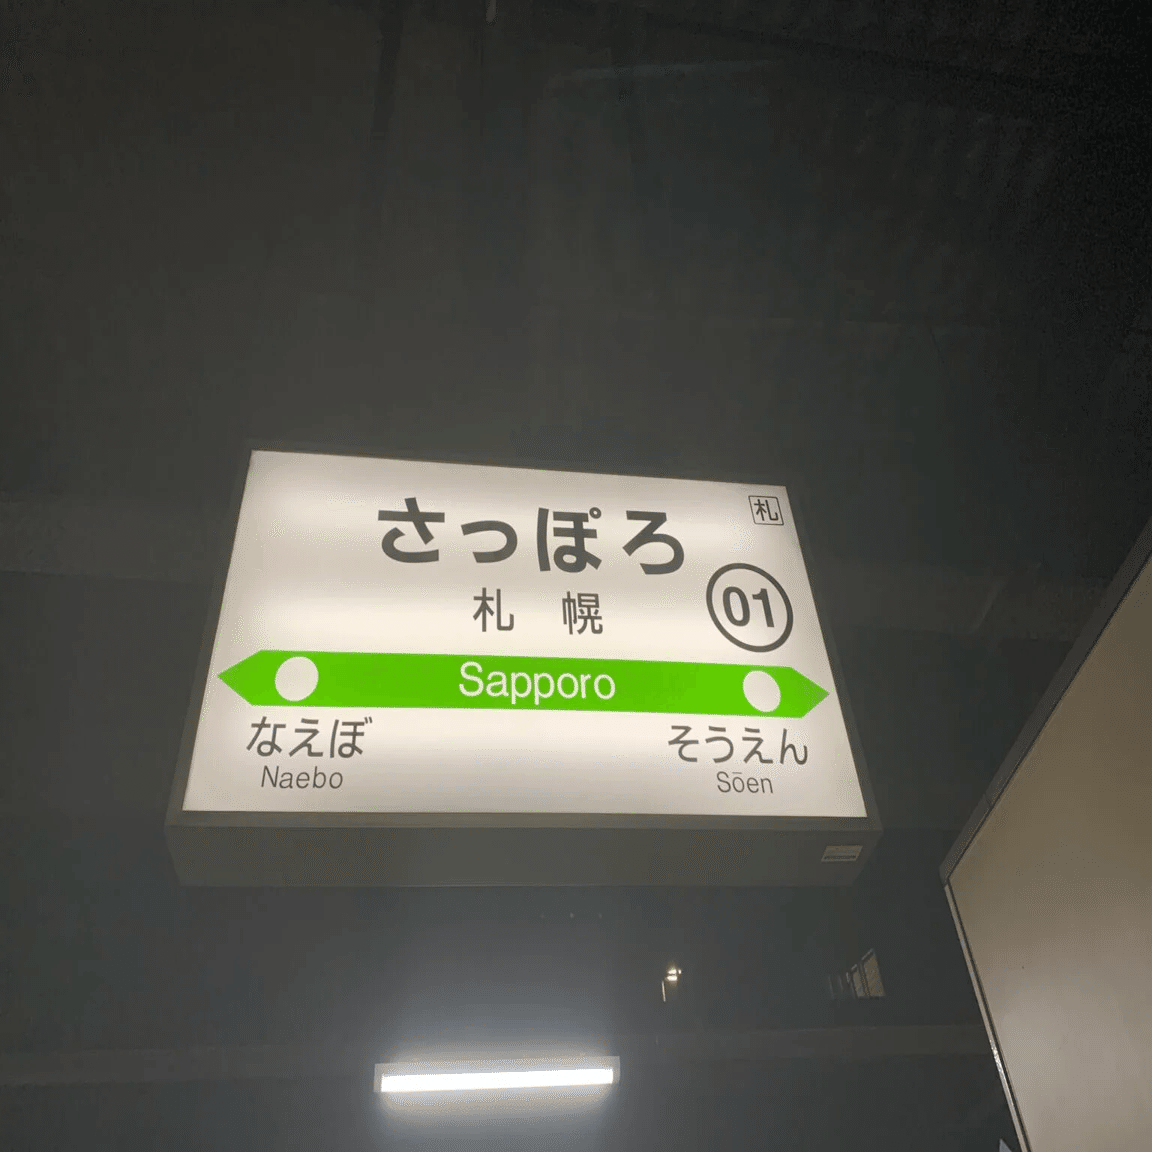 さっぽろ
札
札幌
01
Sapporo
なえぼ
Naebo
そうえん
Sōen